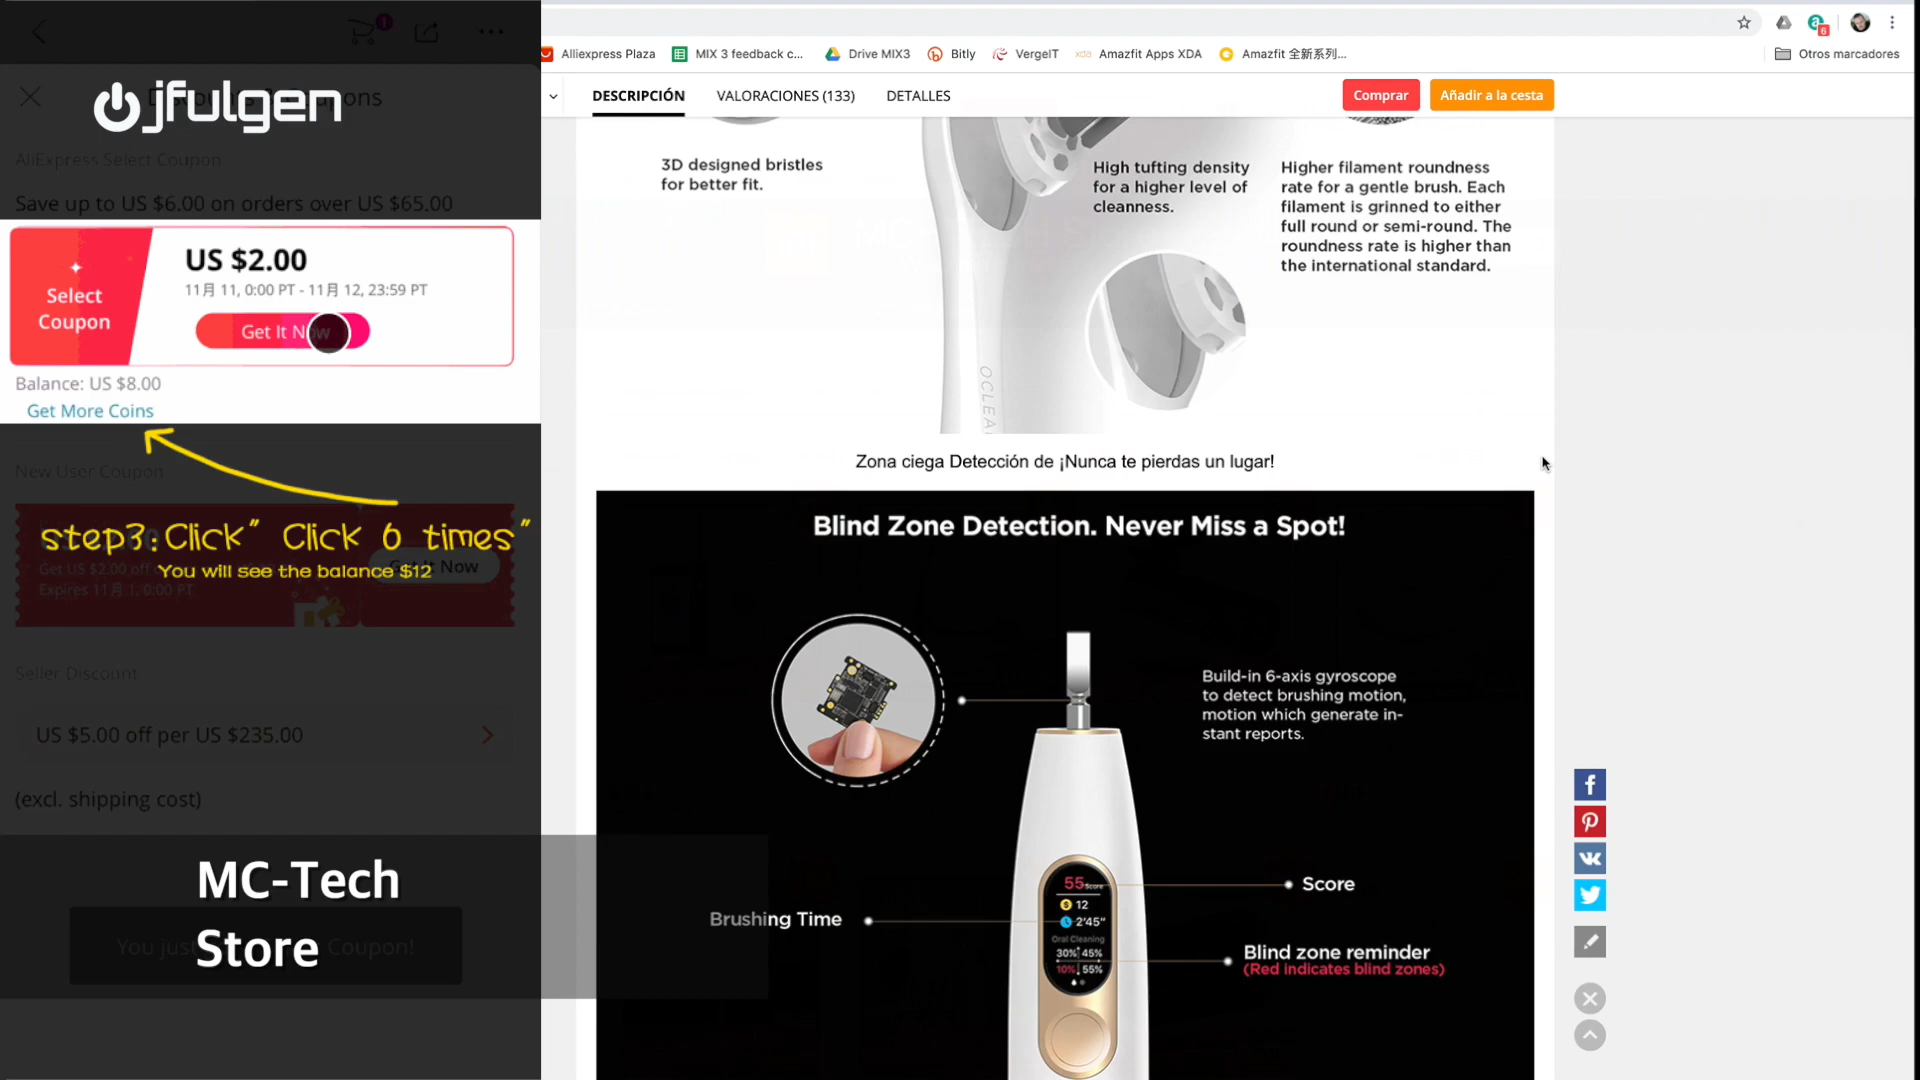 jfulgen
AliExpress Select Coupon
Save up to US $6.00 on orders over US $65.00
Select
Coupon
US $2.00
11月 11, 0:00 PT - 11月 12, 23:59 PT
Get It Now
Balance: US $8.00
Get More Coins
New User Coupon
step3:Click" Click 6 times"
Get US $2.00 off
You will see the balance $12
Get It Now
Expires 11月 1, 0:00 PT
Seller Discount
US $5.00 off per US $235.00
(excl. shipping cost)
MC-Tech
Store
You just
Coupon!
1
6
Alliexpress Plaza
MIX 3 feedback c...
Drive MIX3
Bitly
VergeIT
xda
Amazfit Apps XDA
Amazfit 全新系列...
Otros marcadores
DESCRIPCIÓN
VALORACIONES (133)
DETALLES
Comprar
Añadir a la cesta
3D designed bristles
for better fit.
High tufting density
for a higher level of
cleanness.
Higher filament roundness
rate for a gentle brush. Each
filament is grinned to either
full round or semi-round. The
roundness rate is higher than
the international standard.
OCLEA
Zona ciega Detección de ¡Nunca te pierdas un lugar!
Blind Zone Detection. Never Miss a Spot!
Build-in 6-axis gyroscope
to detect brushing motion,
motion which generate in-
stant reports.
55 Score
12
2'45"
Oral Cleaning
30% 45%
10% 55%
Score
Brushing Time
Blind zone reminder
(Red indicates blind zones)